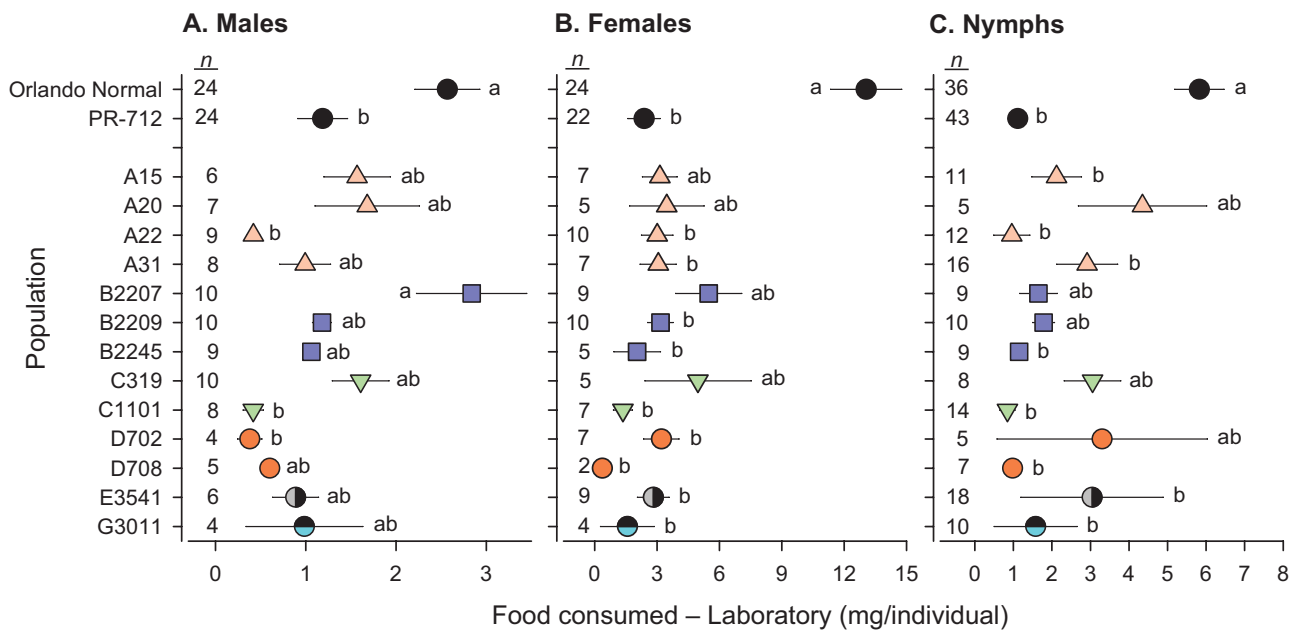 A. Males B. Females C. Nymphs
n n n
Orlando Normal 24 a 24 a 36 a
PR-712 24 b 22 b 43 b
A15 6 ab 7 ab 11 b
A20 7 ab 5 ab 5 ab
A22 9 b 10 b 12 b
A31 8 ab 7 b 16 b
B2207 10 a 9 ab 9 ab
B2209 10 ab 10 b 10 ab
B2245 9 ab 5 b 9 b
C319 10 ab 5 ab 8 ab
C1101 8 b 7 b 14 b
D702 4 b 7 b 5 ab
D708 5 ab 2 b 7 b
E3541 6 ab 9 b 18 b
G3011 4 ab 4 b 10 b
Population
0 1 2 3 0 3 6 9 12 15 0 1 2 3 4 5 6 7 8
Food consumed – Laboratory (mg/individual)